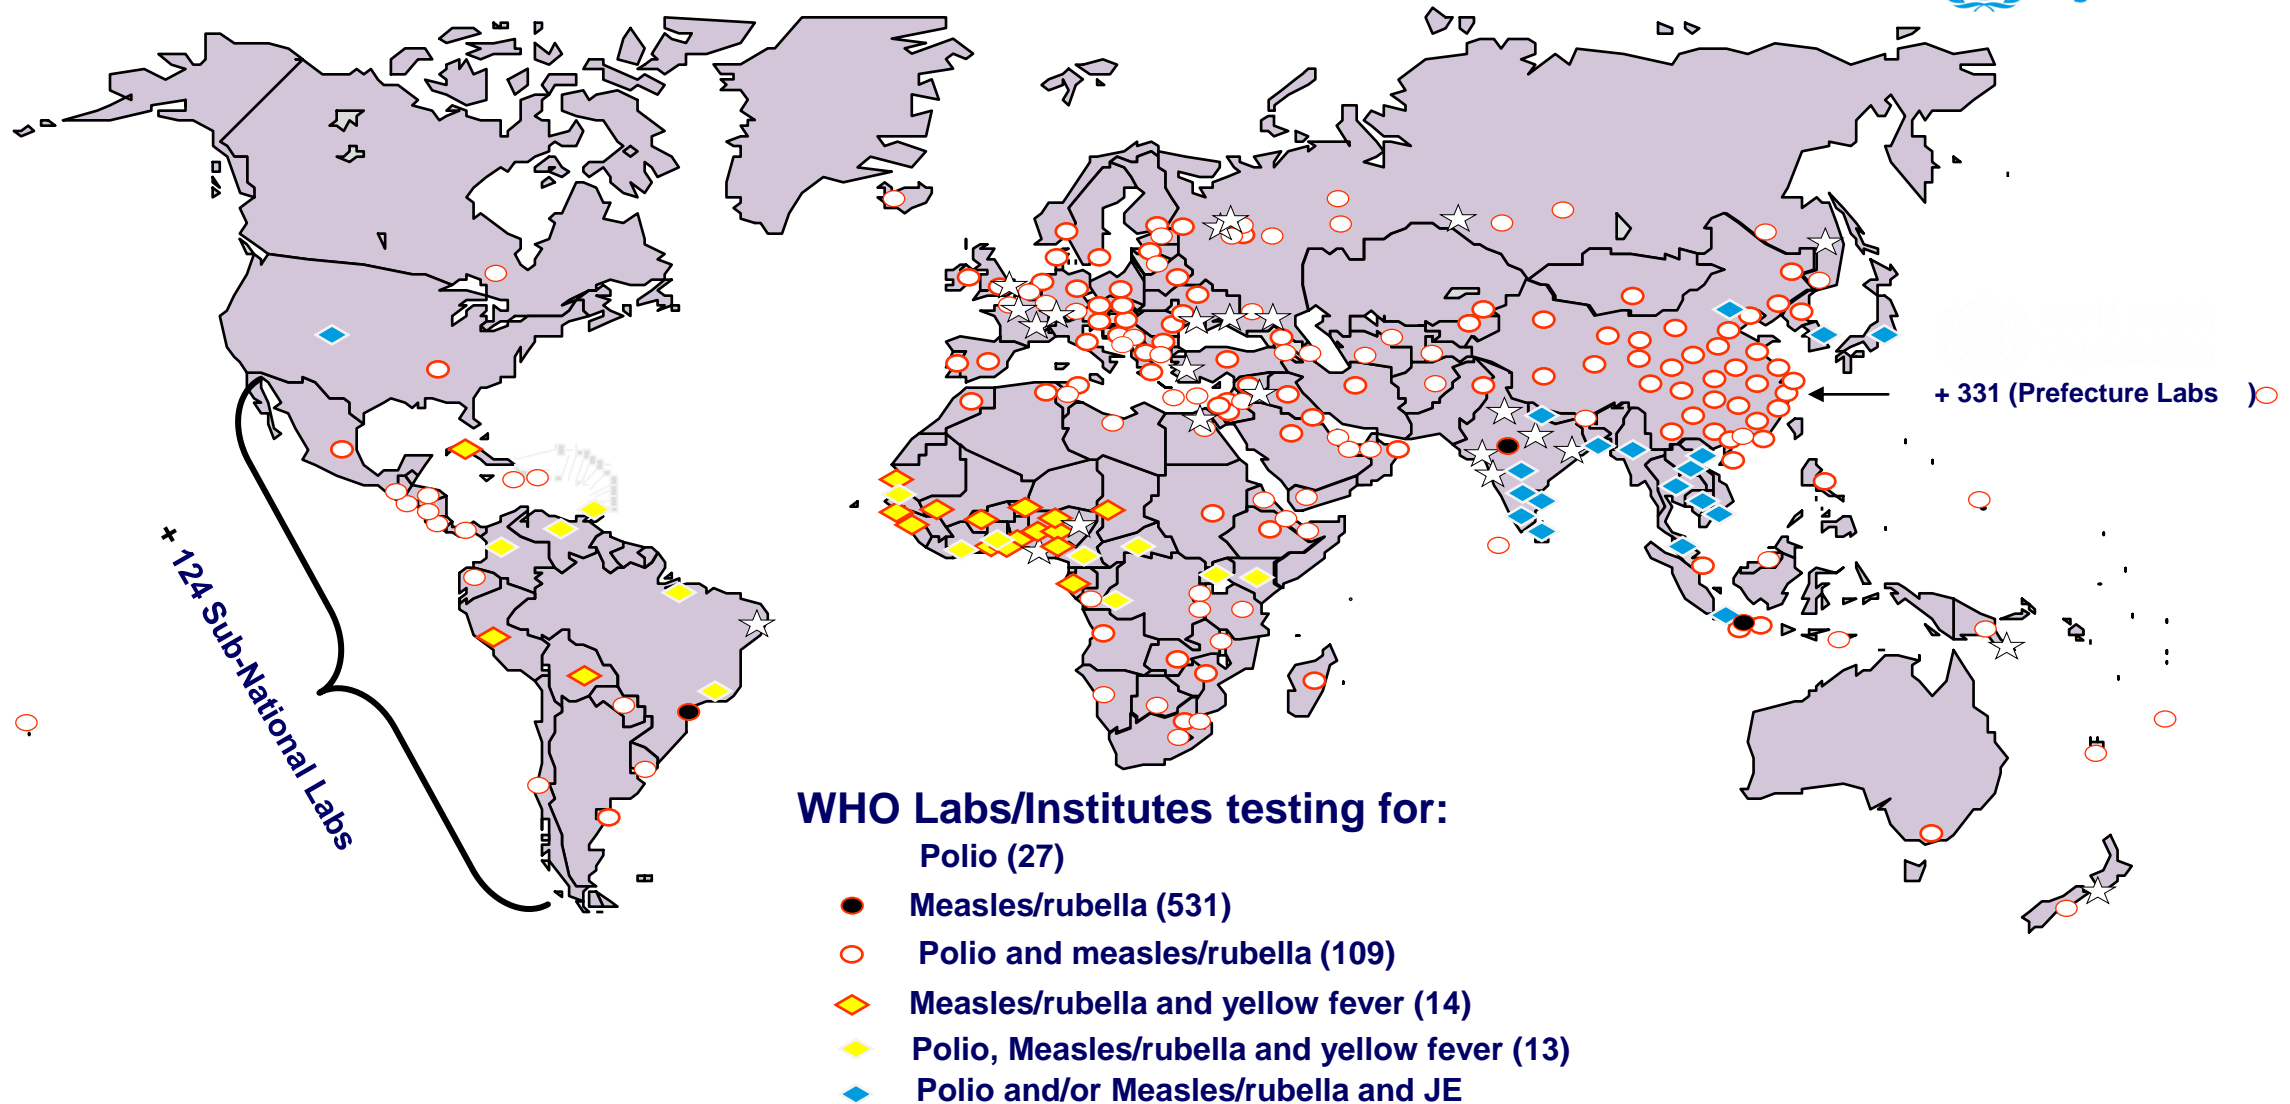 + 331 (Prefecture Labs )
+ 124 Sub-National Labs
WHO Labs/Institutes testing for:
Polio (27)
Measles/rubella (531)
Polio and measles/rubella (109)
Measles/rubella and yellow fever (14)
Polio, Measles/rubella and yellow fever (13)
Polio and/or Measles/rubella and JE